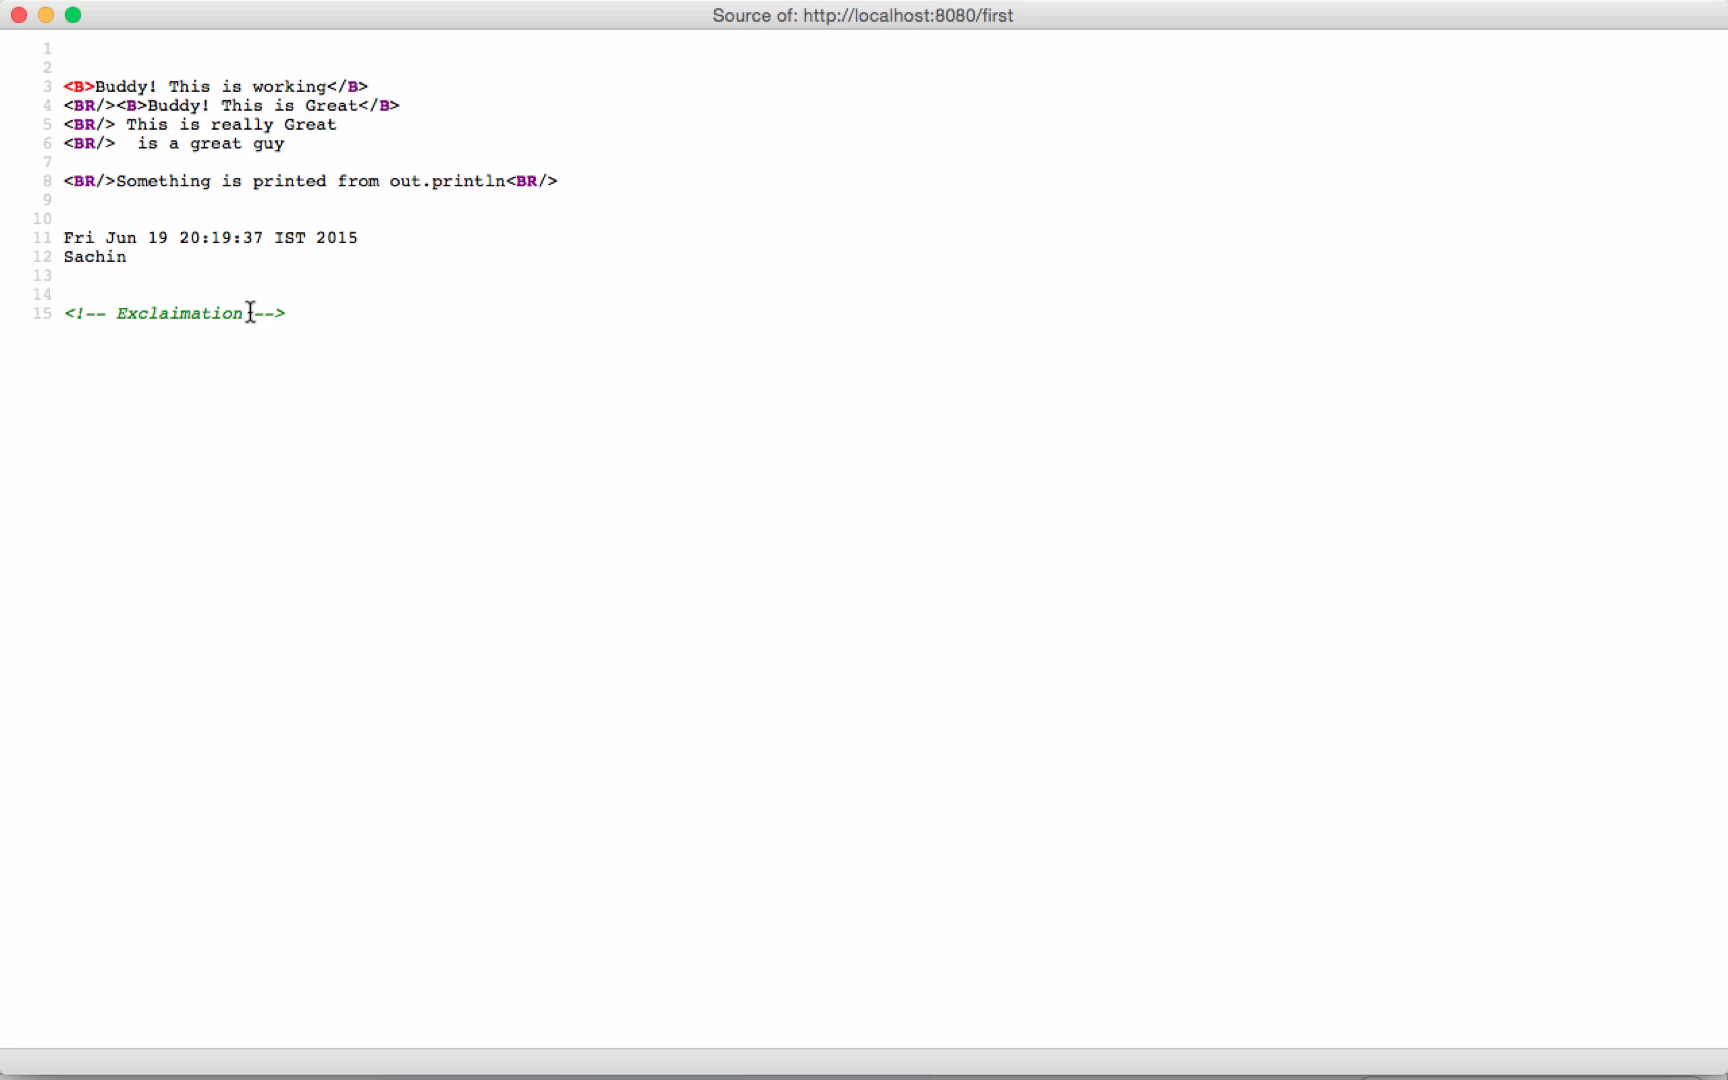 Source of: http://localhost:8080/first
1
2
3 <B>Buddy! This is working</B>
4 <BR/><B>Buddy! This is Great</B>
5 <BR/> This is really Great
6 <BR/>  is a great guy
7
8 <BR/>Something is printed from out.println<BR/>
9
10
11 Fri Jun 19 20:19:37 IST 2015
12 Sachin
13
14
15 <!-- Exclaimation -->